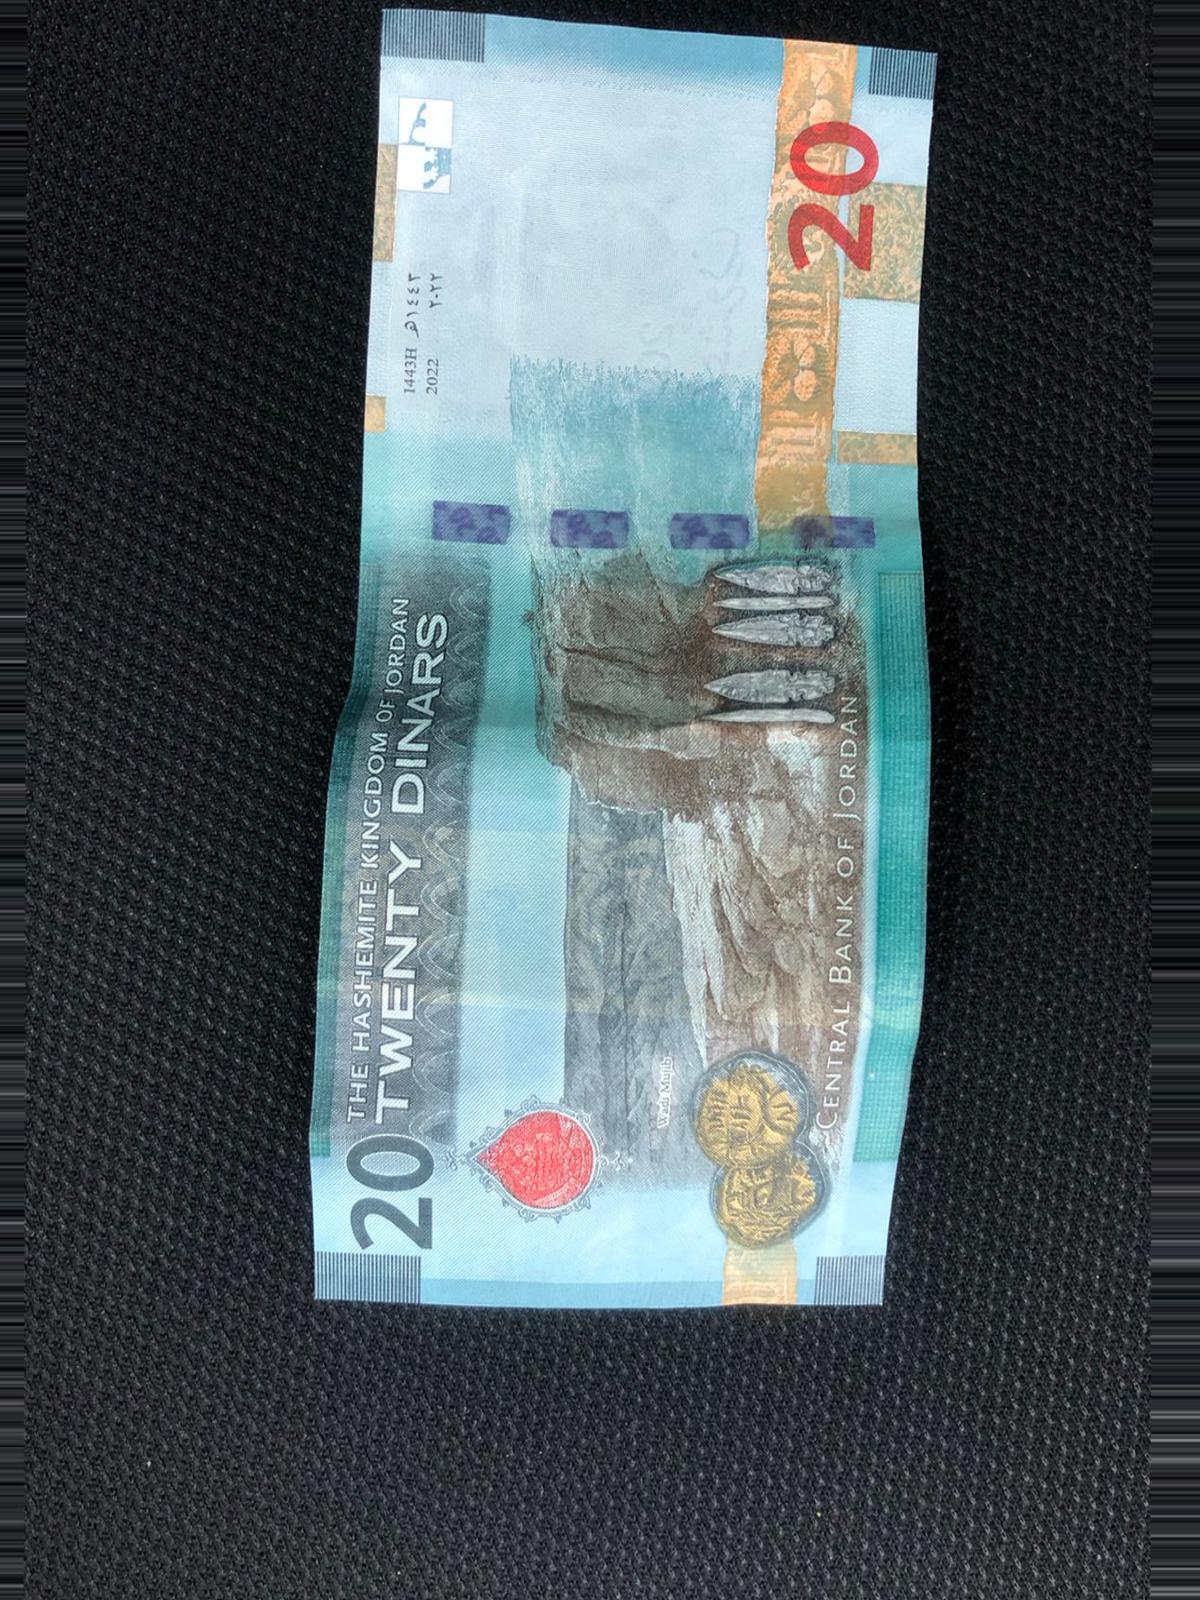 THE HASHEMITE KINGDOM OF JORDAN
20 TWENTY DINARS
1443H ١٤٤٣هـ
2022 ٢٠٢٢
Wadi Mujib
CENTRAL BANK OF JORDAN
20